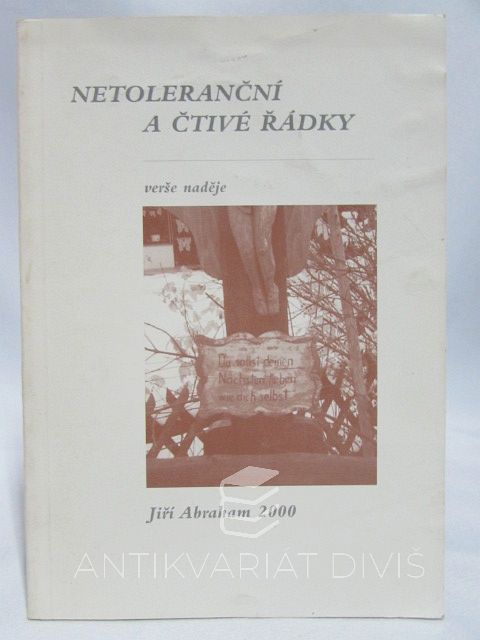 NETOLERANČNÍ
A ČTIVÉ ŘÁDKY
verše naděje
Du sollst deinen
Nächsten lieben
wie dich selbst
Jiří Abraham 2000
ANTIKVARIÁT DIVIŠ